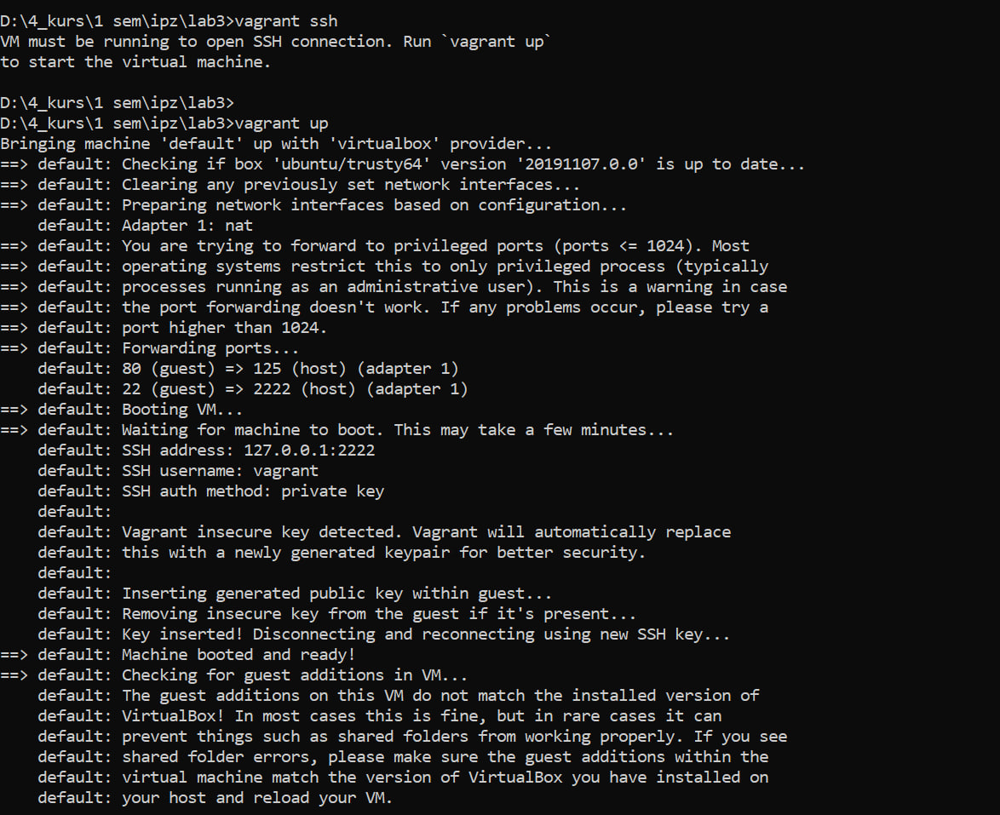 D:\4_kurs\1 sem\ipz\lab3>vagrant ssh
VM must be running to open SSH connection. Run `vagrant up`
to start the virtual machine.

D:\4_kurs\1 sem\ipz\lab3>
D:\4_kurs\1 sem\ipz\lab3>vagrant up
Bringing machine 'default' up with 'virtualbox' provider...
==> default: Checking if box 'ubuntu/trusty64' version '20191107.0.0' is up to date...
==> default: Clearing any previously set network interfaces...
==> default: Preparing network interfaces based on configuration...
    default: Adapter 1: nat
==> default: You are trying to forward to privileged ports (ports <= 1024). Most
==> default: operating systems restrict this to only privileged process (typically
==> default: processes running as an administrative user). This is a warning in case
==> default: the port forwarding doesn't work. If any problems occur, please try a
==> default: port higher than 1024.
==> default: Forwarding ports...
    default: 80 (guest) => 125 (host) (adapter 1)
    default: 22 (guest) => 2222 (host) (adapter 1)
==> default: Booting VM...
==> default: Waiting for machine to boot. This may take a few minutes...
    default: SSH address: 127.0.0.1:2222
    default: SSH username: vagrant
    default: SSH auth method: private key
    default:
    default: Vagrant insecure key detected. Vagrant will automatically replace
    default: this with a newly generated keypair for better security.
    default:
    default: Inserting generated public key within guest...
    default: Removing insecure key from the guest if it's present...
    default: Key inserted! Disconnecting and reconnecting using new SSH key...
==> default: Machine booted and ready!
==> default: Checking for guest additions in VM...
    default: The guest additions on this VM do not match the installed version of
    default: VirtualBox! In most cases this is fine, but in rare cases it can
    default: prevent things such as shared folders from working properly. If you see
    default: shared folder errors, please make sure the guest additions within the
    default: virtual machine match the version of VirtualBox you have installed on
    default: your host and reload your VM.